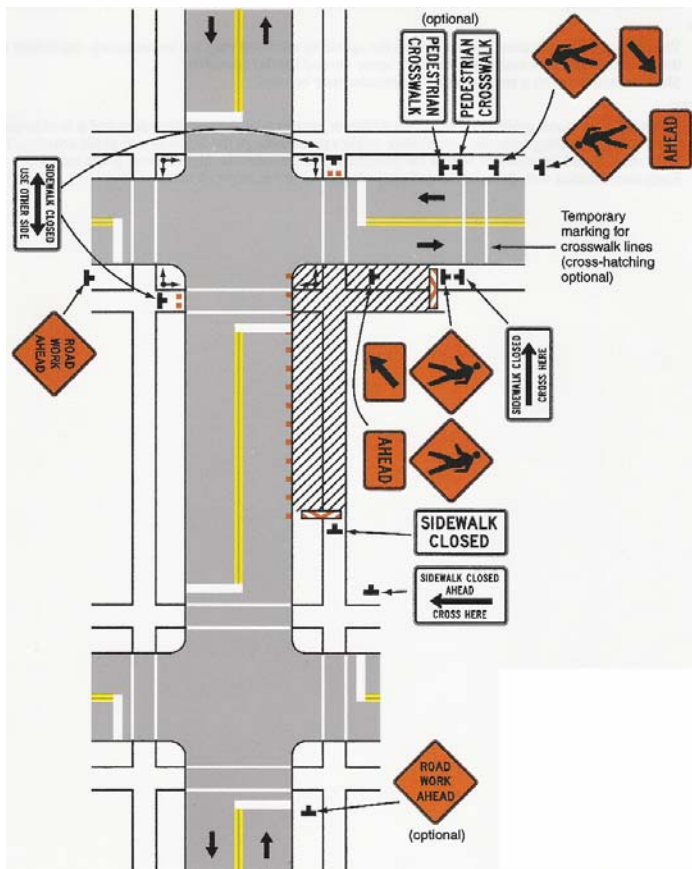 (optional)
PEDESTRIAN
CROSSWALK
PEDESTRIAN
CROSSWALK
AHEAD
SIDEWALK CLOSED
USE OTHER SIDE
Temporary
marking for
crosswalk lines
(cross-hatching
optional)
ROAD
WORK
AHEAD
SIDEWALK CLOSED
CROSS HERE
AHEAD
SIDEWALK
CLOSED
SIDEWALK CLOSED
AHEAD
CROSS HERE
ROAD
WORK
AHEAD
(optional)